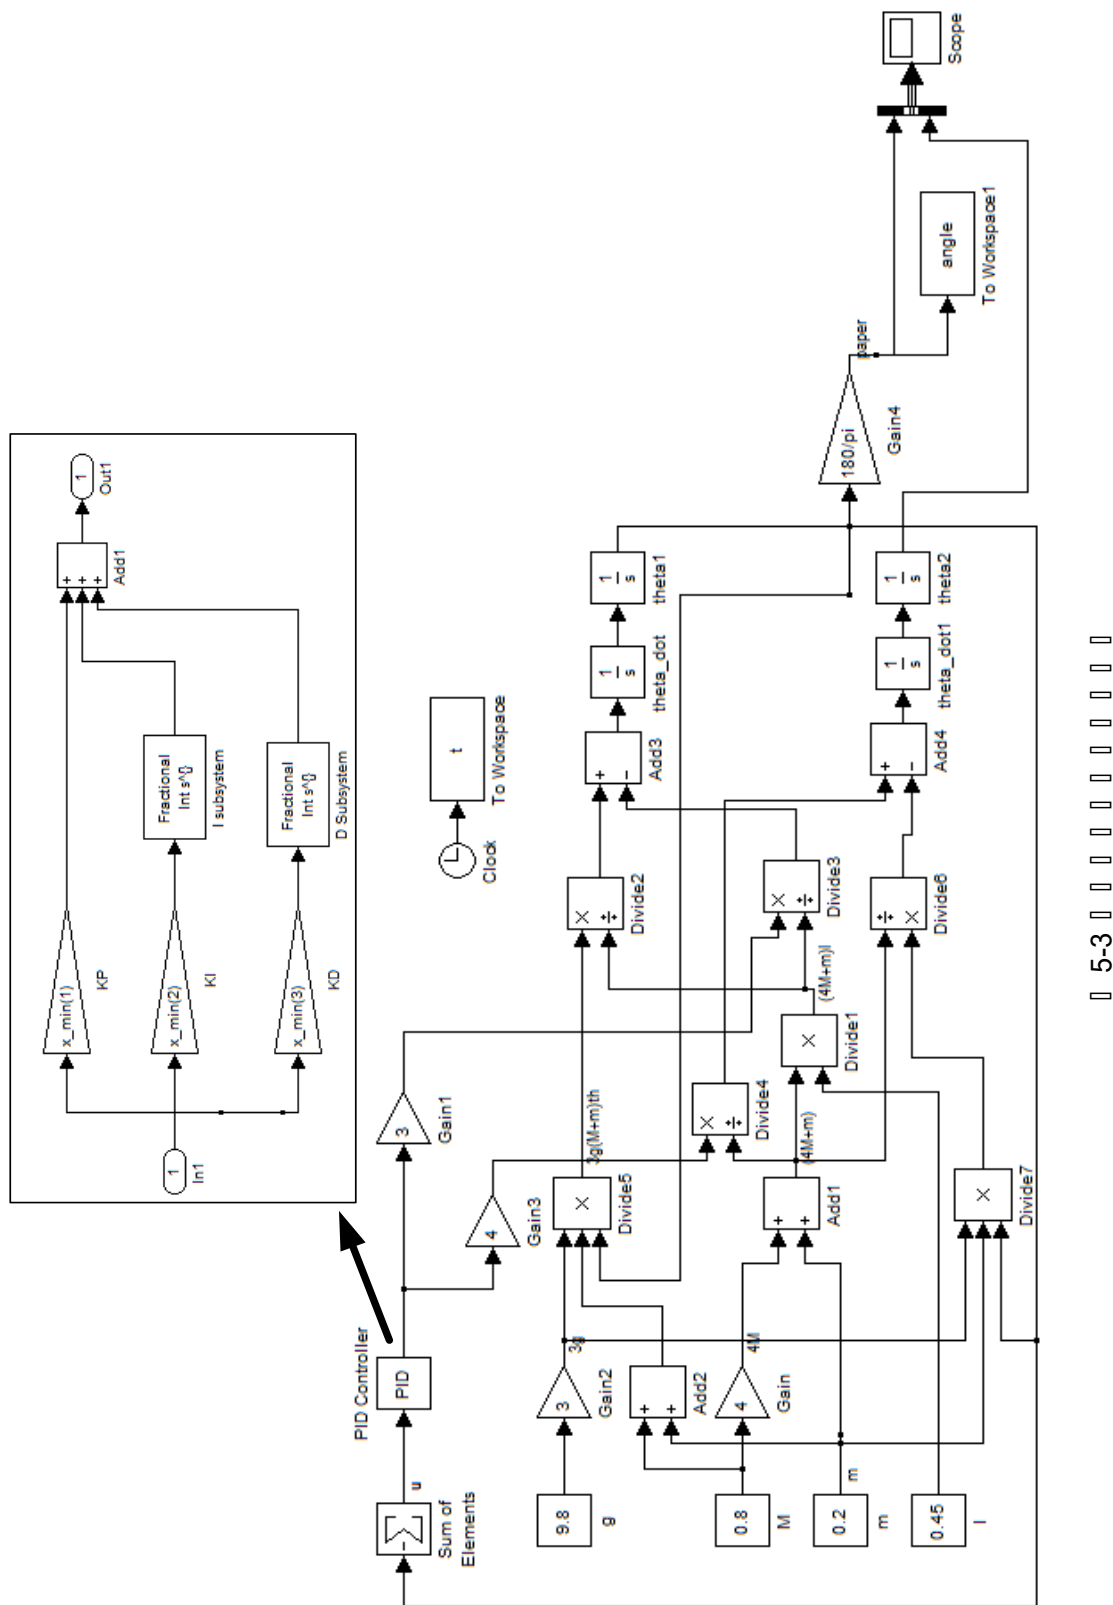 x_min(1)
KP
x_min(2)
KI
x_min(3)
KD
1
In1
Fractional
Int s^{}
I subsystem
Fractional
Int s^{}
D Subsystem
+
+
+
Add1
1
Out1
-
Sum of
Elements
u
PID Controller
PID
3
Gain1
4
Gain3
Clock
t
To Workspace
9.8
g
3
Gain2
3g
×
Divide5
3g(M+m)th
×
÷
Divide2
+
−
Add3
1
s
theta_dot
1
s
theta1
+
+
Add2
0.8
M
4
Gain
4M
+
+
Add1
(4M+m)
×
÷
Divide4
×
Divide1
(4M+m)l
×
÷
Divide3
0.2
m
m
0.45
l
×
Divide7
÷
×
Divide6
+
−
Add4
1
s
theta_dot1
1
s
theta2
180/pi
Gain4
paper
angle
To Workspace1
Scope
5-3